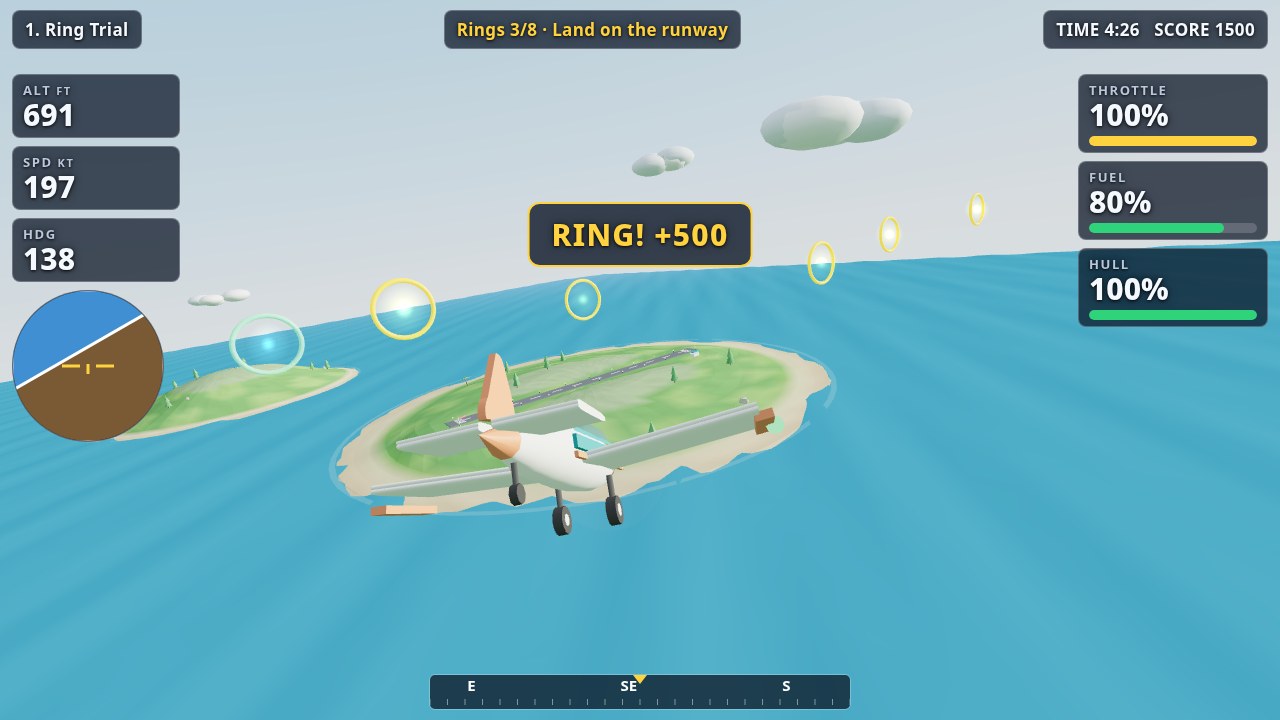 1. Ring Trial
Rings 3/8 · Land on the runway
TIME 4:26 SCORE 1500
ALT FT
691
SPD KT
197
HDG
138
THROTTLE
100%
FUEL
80%
HULL
100%
RING! +500
E SE S